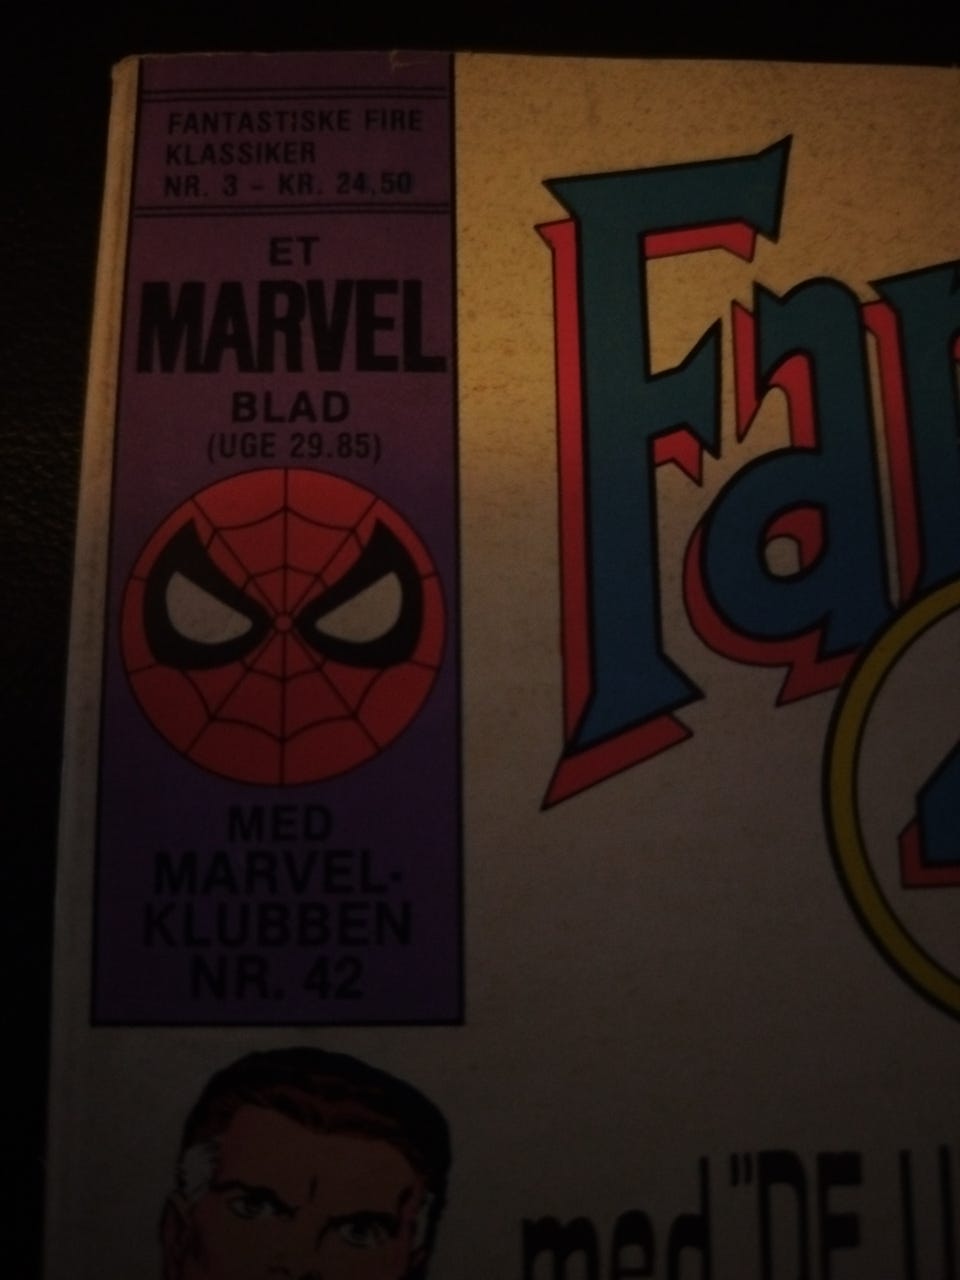 FANTASTISKE FIRE
KLASSIKER
NR. 3 - KR. 24,50
ET
MARVEL
BLAD
(UGE 29.85)
MED
MARVEL-
KLUBBEN
NR. 42
Fan
med "DE